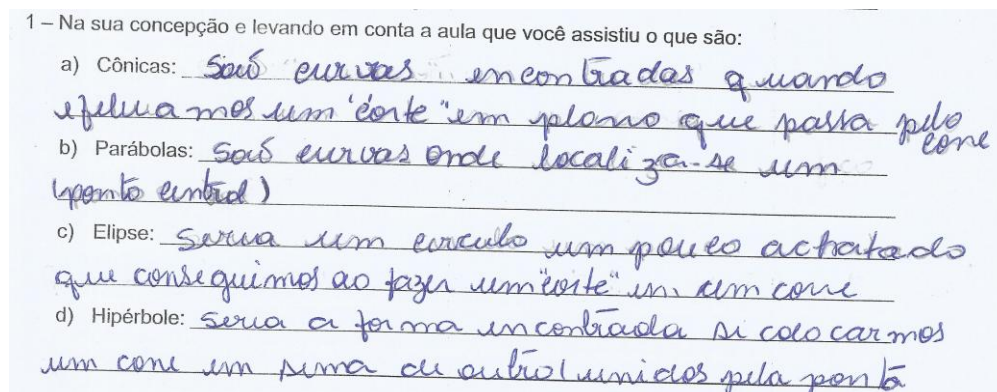 1 – Na sua concepção e levando em conta a aula que você assistiu o que são:
a) Cônicas: São curvas encontradas quando
efetuamos um "corte" em plano que passa pelo
cone
b) Parábolas: São curvas onde localiza-se um
(ponto central)
c) Elipse: Seria um circulo um pouco achatado
que conseguimos ao fazer um "corte" em um cone
d) Hipérbole: Seria a forma encontrada si colocarmos
um cone em sima di outro (unidos pela ponta